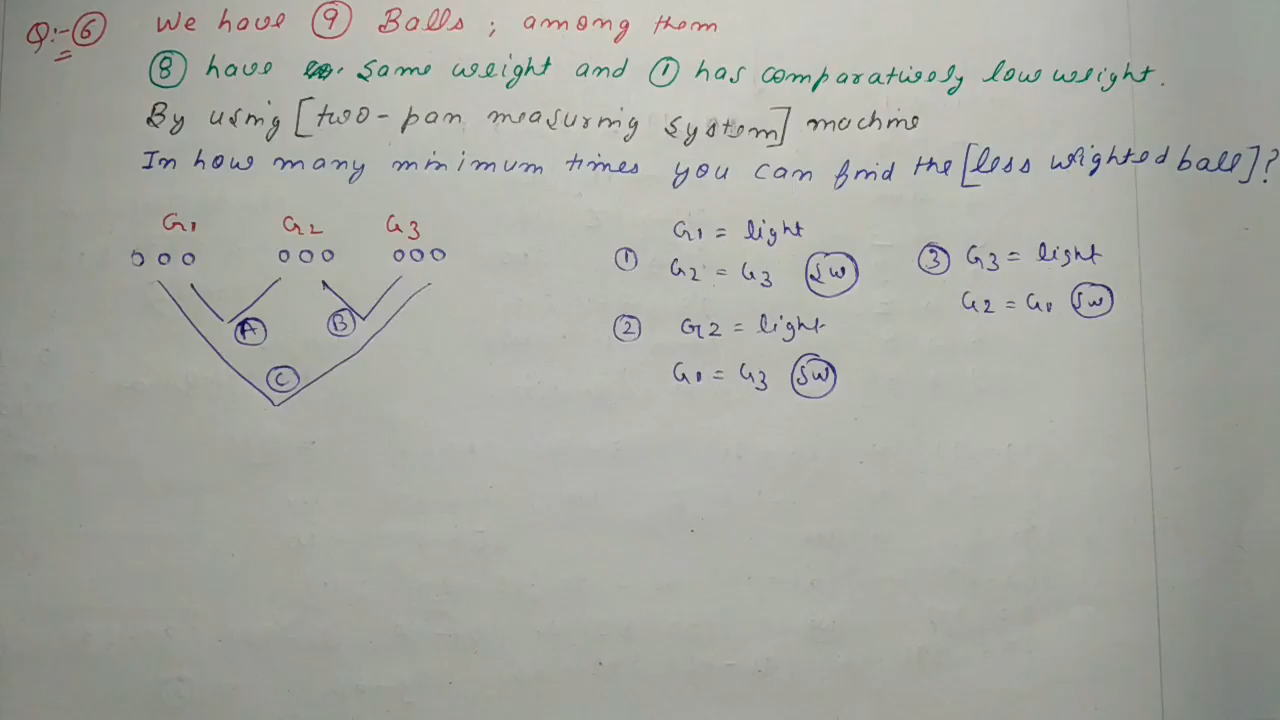 Q:-⑥ We have ⑨ Balls ; among them
⑧ have same weight and ① has comparatively low weight.
By using [two-pan measuring system] machine
In how many minimum times you can find the [less weighted ball]?
G1 G2 G3
A B
C
① G1 = light
G2 = G3 SW
② G2 = light
G1 = G3 SW
③ G3 = light
G2 = G1 SW